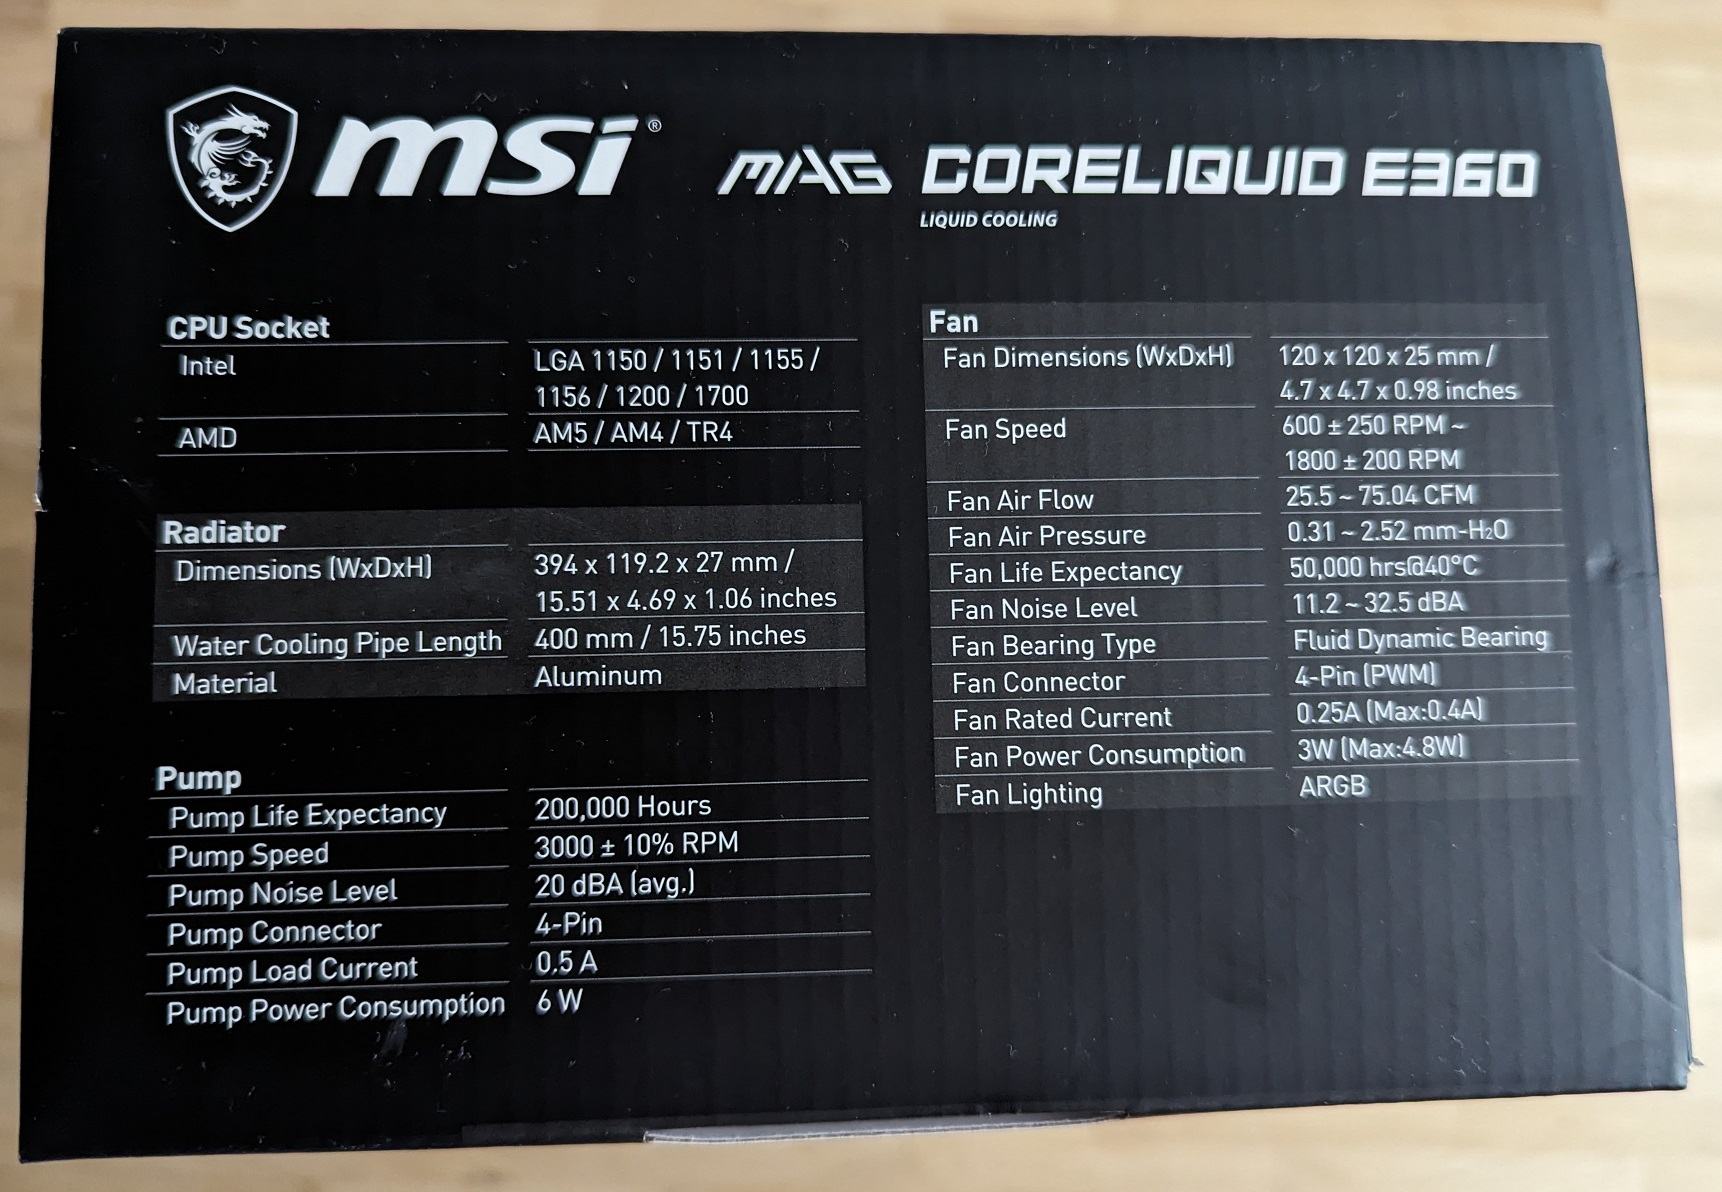 msi® MAG CORELIQUID E360
LIQUID COOLING
CPU Socket
Intel LGA 1150 / 1151 / 1155 /
1156 / 1200 / 1700
AMD AM5 / AM4 / TR4
Radiator
Dimensions (WxDxH) 394 x 119.2 x 27 mm /
15.51 x 4.69 x 1.06 inches
Water Cooling Pipe Length 400 mm / 15.75 inches
Material Aluminum
Pump
Pump Life Expectancy 200,000 Hours
Pump Speed 3000 ± 10% RPM
Pump Noise Level 20 dBA (avg.)
Pump Connector 4-Pin
Pump Load Current 0.5 A
Pump Power Consumption 6 W
Fan
Fan Dimensions (WxDxH) 120 x 120 x 25 mm /
4.7 x 4.7 x 0.98 inches
Fan Speed 600 ± 250 RPM ~
1800 ± 200 RPM
Fan Air Flow 25.5 ~ 75.04 CFM
Fan Air Pressure 0.31 ~ 2.52 mm-H₂O
Fan Life Expectancy 50,000 hrs@40°C
Fan Noise Level 11.2 ~ 32.5 dBA
Fan Bearing Type Fluid Dynamic Bearing
Fan Connector 4-Pin (PWM)
Fan Rated Current 0.25A (Max:0.4A)
Fan Power Consumption 3W (Max:4.8W)
Fan Lighting ARGB